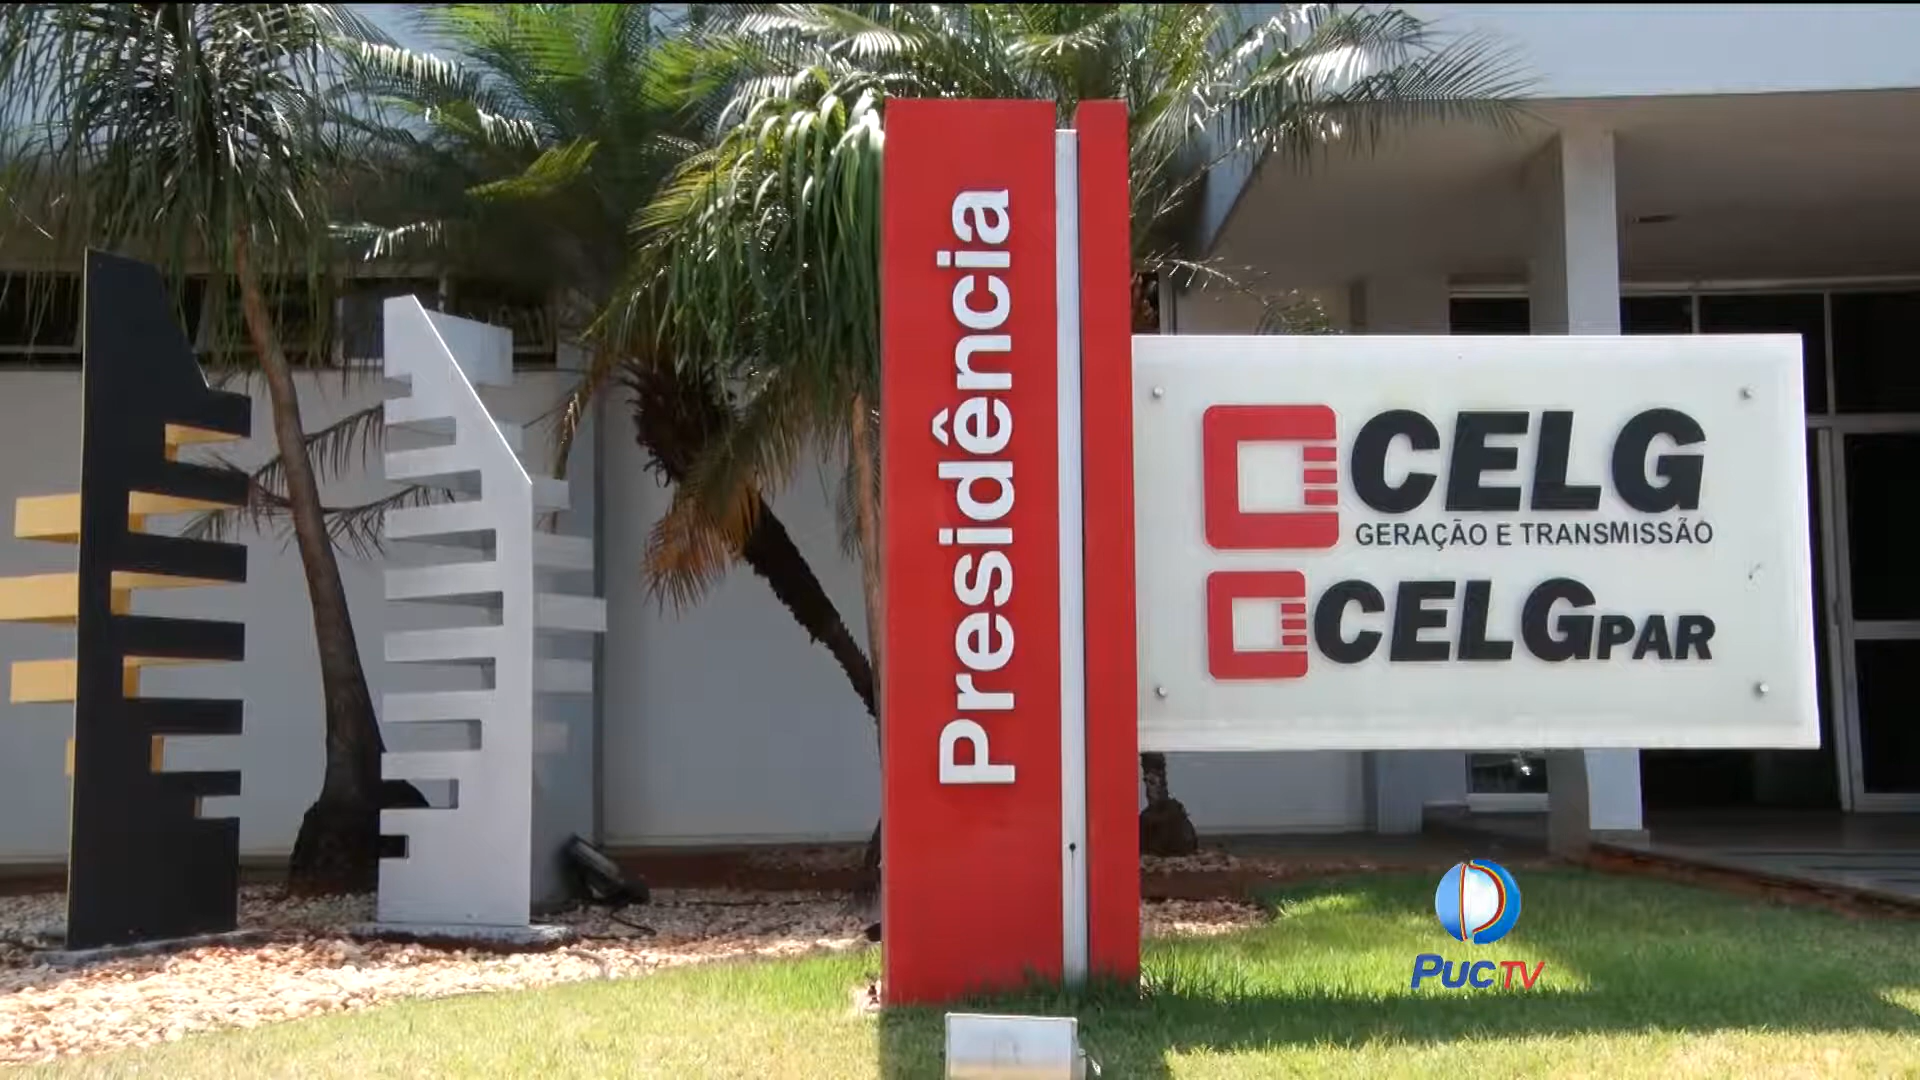 Presidência
CELG
GERAÇÃO E TRANSMISSÃO
CELGPAR
PUCTV